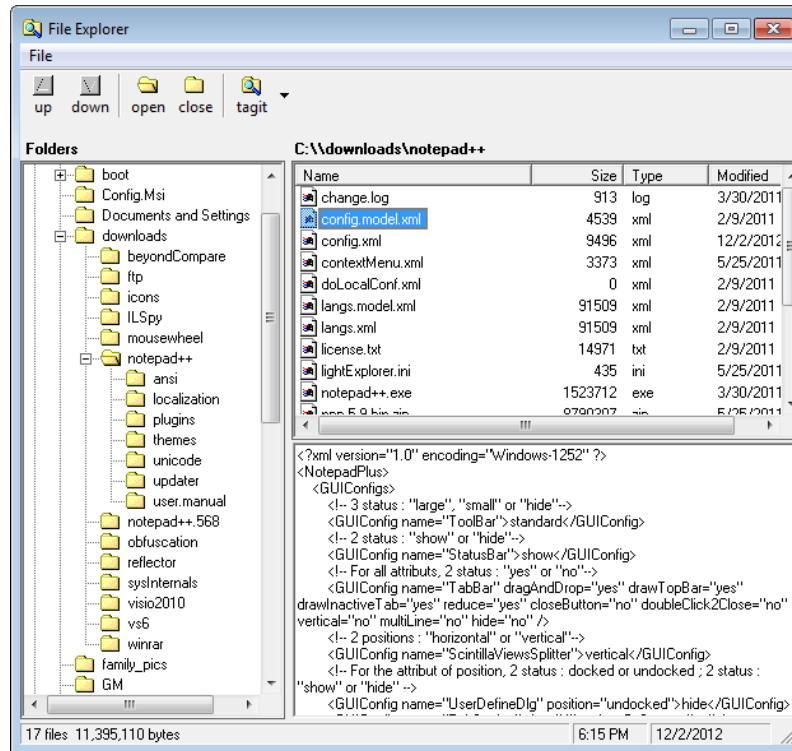 File Explorer
File
up down open close tagit
Folders
boot
Config.Msi
Documents and Settings
downloads
beyondCompare
ftp
icons
ILSpy
mousewheel
notepad++
ansi
localization
plugins
themes
unicode
updater
user.manual
notepad++.568
obfuscation
reflector
sysInternals
visio2010
vs6
winrar
family_pics
GM
C:\\downloads\notepad++
Name Size Type Modified
change.log 913 log 3/30/2011
config.model.xml 4539 xml 2/9/2011
config.xml 9496 xml 12/2/2012
contextMenu.xml 3373 xml 5/25/2011
doLocalConf.xml 0 xml 2/9/2011
langs.model.xml 91509 xml 2/9/2011
langs.xml 91509 xml 2/9/2011
license.txt 14971 txt 2/9/2011
lightExplorer.ini 435 ini 5/25/2011
notepad++.exe 1523712 exe 3/30/2011
npp.5.9.bin.zip 8790207 zip 5/25/2011
<?xml version="1.0" encoding="Windows-1252" ?>
<NotepadPlus>
<GUIConfigs>
<!-- 3 status : "large", "small" or "hide"-->
<GUIConfig name="ToolBar">standard</GUIConfig>
<!-- 2 status : "show" or "hide"-->
<GUIConfig name="StatusBar">show</GUIConfig>
<!-- For all attributs, 2 status : "yes" or "no"-->
<GUIConfig name="TabBar" dragAndDrop="yes" drawTopBar="yes"
drawInactiveTab="yes" reduce="yes" closeButton="no" doubleClick2Close="no"
vertical="no" multiLine="no" hide="no" />
<!-- 2 positions : "horizontal" or "vertical"-->
<GUIConfig name="ScintillaViewsSplitter">vertical</GUIConfig>
<!-- For the attribut of position, 2 status : docked or undocked ; 2 status :
"show" or "hide" -->
<GUIConfig name="UserDefineDlg" position="undocked">hide</GUIConfig>
17 files 11,395,110 bytes
6:15 PM 12/2/2012